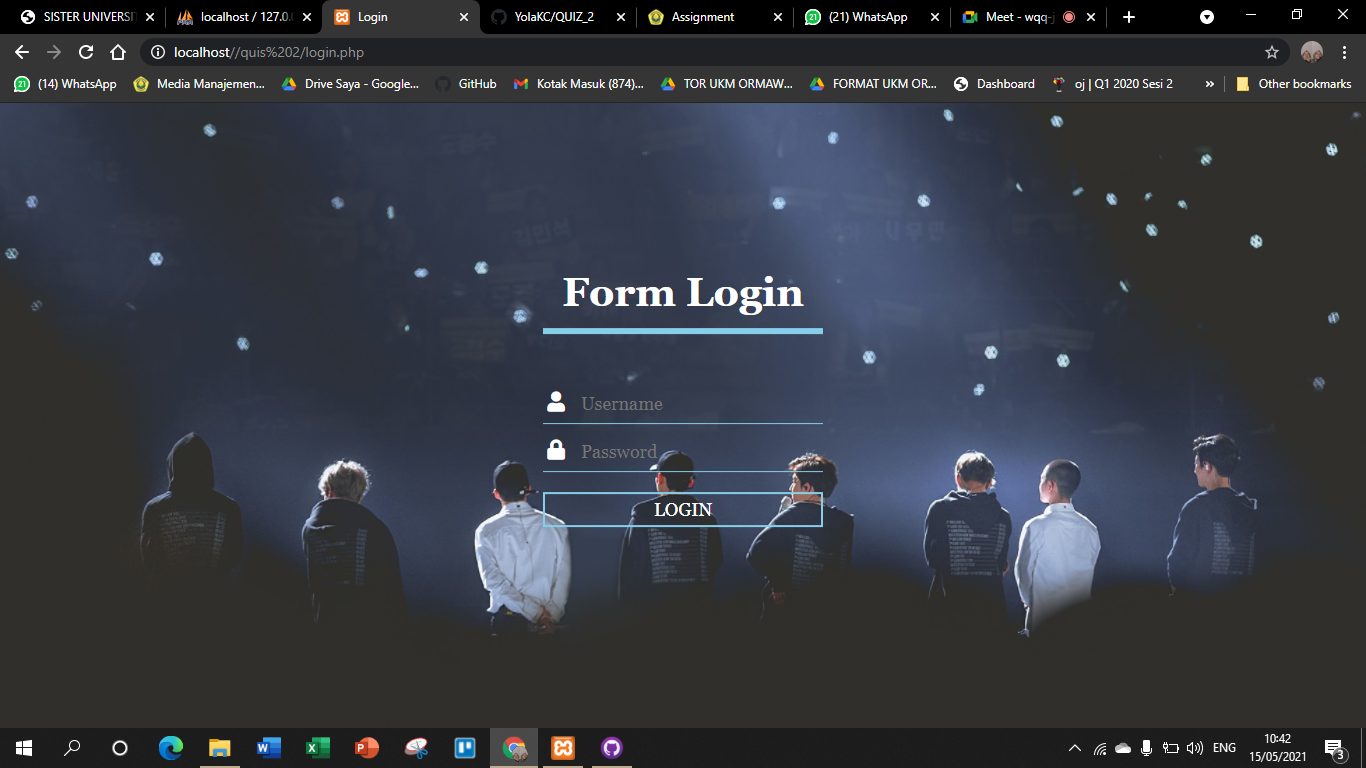 SISTER UNIVERSI
localhost / 127.0.0
Login
YolaKC/QUIZ_2
Assignment
(21) WhatsApp
Meet - wqq-j
localhost//quis%202/login.php
21
(14) WhatsApp
Media Manajemen...
Drive Saya - Google...
GitHub
Kotak Masuk (874)...
TOR UKM ORMAW...
FORMAT UKM OR...
Dashboard
oj | Q1 2020 Sesi 2
»
Other bookmarks
Form Login
Username
Password
LOGIN
ENG
10:42
15/05/2021
3